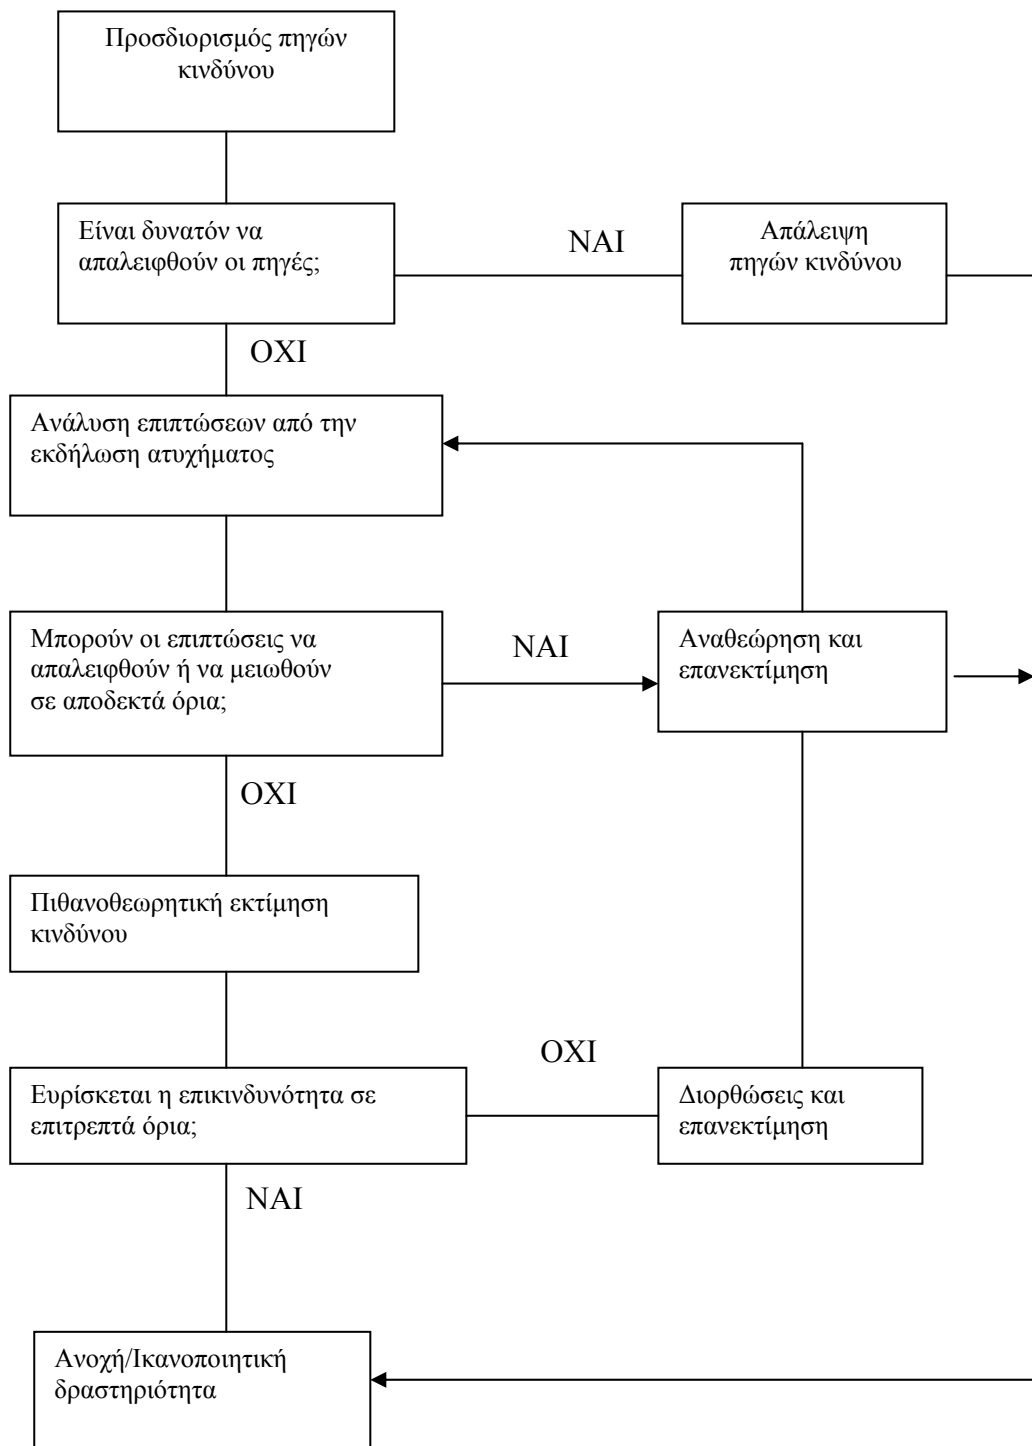 Προσδιορισμός πηγών
κινδύνου
Είναι δυνατόν να
απαλειφθούν οι πηγές;
ΝΑΙ
Απάλειψη
πηγών κινδύνου
ΟΧΙ
Ανάλυση επιπτώσεων από την
εκδήλωση ατυχήματος
Μπορούν οι επιπτώσεις να
απαλειφθούν ή να μειωθούν
σε αποδεκτά όρια;
ΝΑΙ
Αναθεώρηση και
επανεκτίμηση
ΟΧΙ
Πιθανοθεωρητική εκτίμηση
κινδύνου
Ευρίσκεται η επικινδυνότητα σε
επιτρεπτά όρια;
ΟΧΙ
Διορθώσεις και
επανεκτίμηση
ΝΑΙ
Ανοχή/Ικανοποιητική
δραστηριότητα